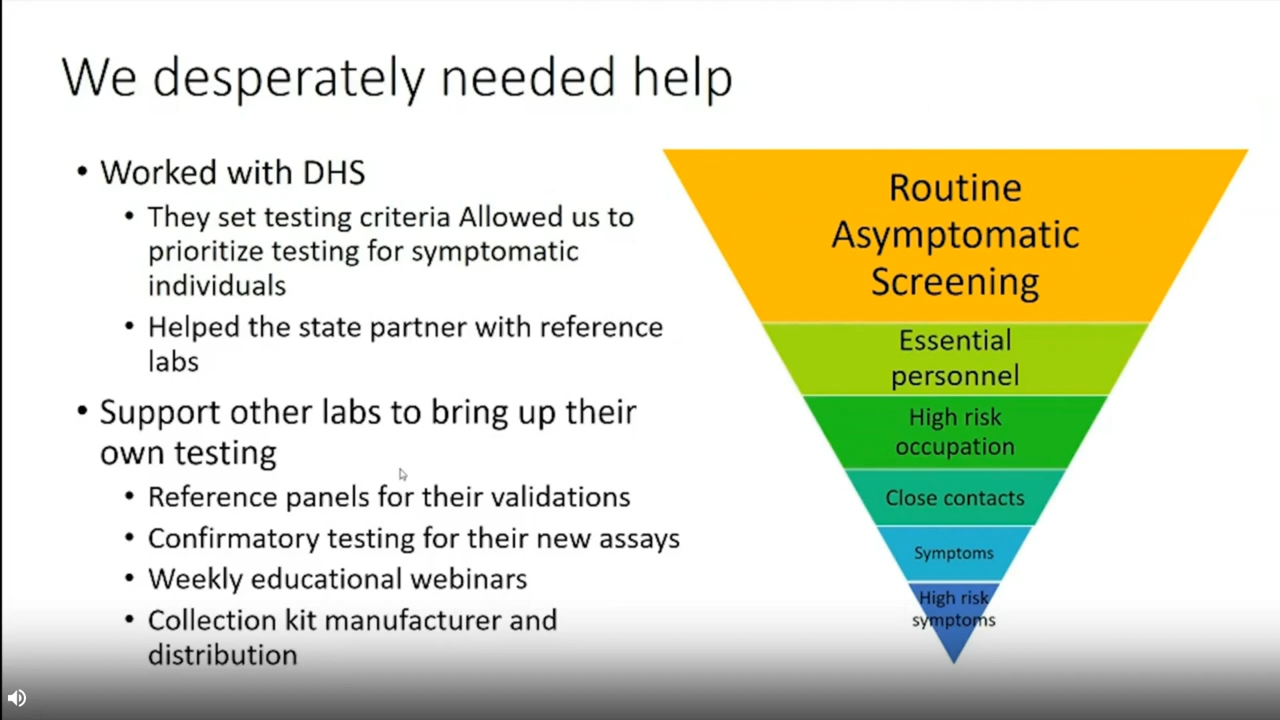 We desperately needed help
• Worked with DHS
• They set testing criteria Allowed us to
prioritize testing for symptomatic
individuals
• Helped the state partner with reference
labs
• Support other labs to bring up their
own testing
• Reference panels for their validations
• Confirmatory testing for their new assays
• Weekly educational webinars
• Collection kit manufacturer and
distribution
Routine
Asymptomatic
Screening
Essential
personnel
High risk
occupation
Close contacts
Symptoms
High risk
symptoms